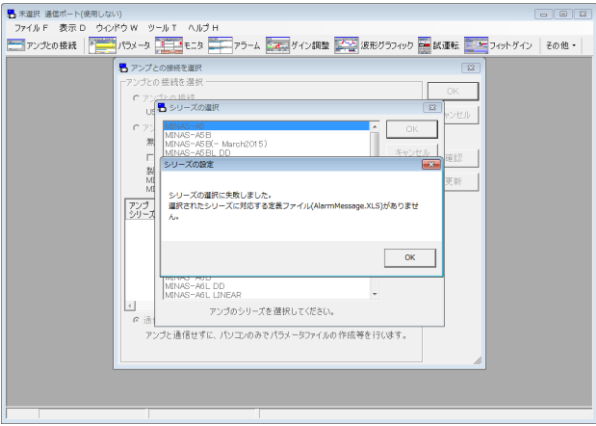 未選択 通信ポート(使用しない)
ファイル F 表示 D ウインドウ W ツール T ヘルプ H
アンプとの接続 パラメータ モニタ アラーム ゲイン調整 波形グラフィック 試運転 フィットゲイン その他
アンプとの接続を選択
アンプとの接続を選択
OK
シリーズの選択
MINAS-A5B
MINAS-A5B(- March2015)
OK
MINAS-A5BL DD
キャンセル
シリーズの設定
シリーズの選択に失敗しました。
選択されたシリーズに対応する定義ファイル(AlarmMessage.XLS)がありませ
ん。
更新
アンプ
シリーズ
OK
MINAS-A6L DD
MINAS-A6L LINEAR
アンプのシリーズを選択してください。
アンプと通信せずに、パソコンのみでパラメータファイルの作成等を行います。